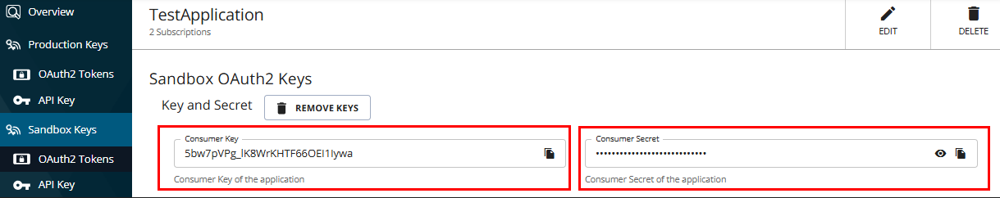 Overview
Production Keys
OAuth2 Tokens
API Key
Sandbox Keys
OAuth2 Tokens
API Key
TestApplication
2 Subscriptions
EDIT
DELETE
Sandbox OAuth2 Keys
Key and Secret
REMOVE KEYS
Consumer Key
5bw7pVPg_lK8WrKHTF66OEI1Iywa
Consumer Key of the application
Consumer Secret
••••••••••••••••••••••••••••
Consumer Secret of the application